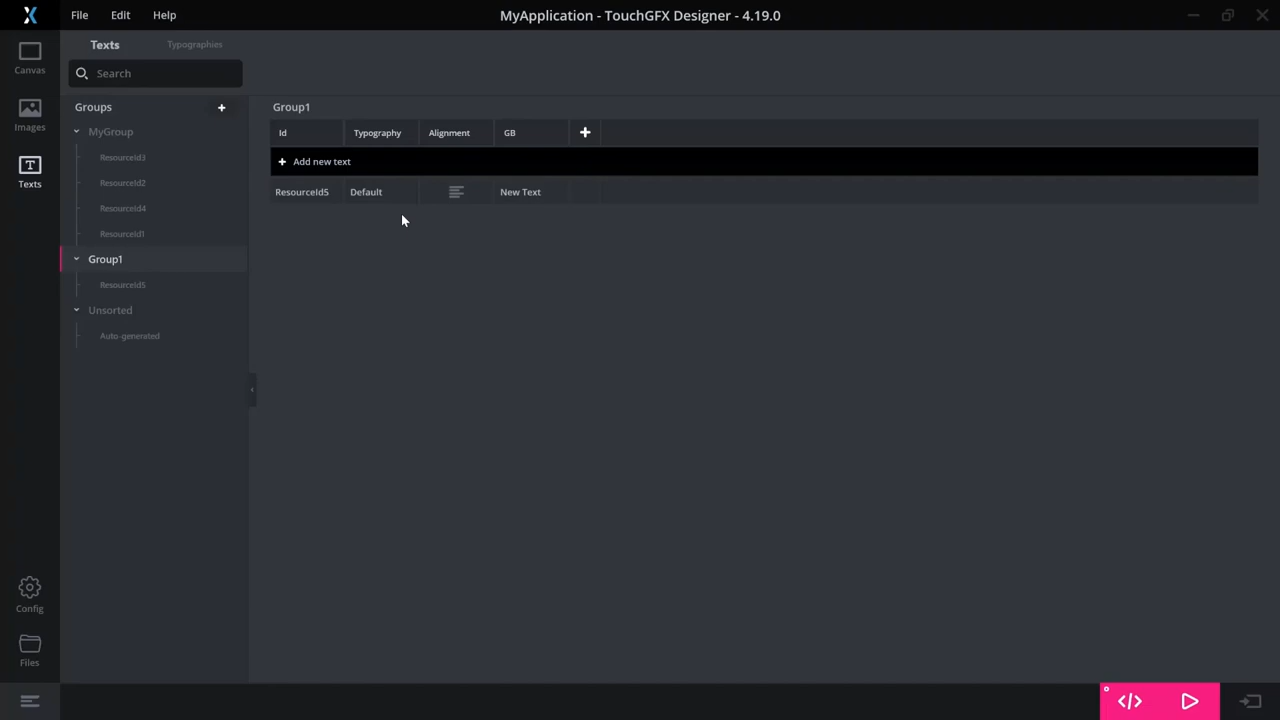 File Edit Help
MyApplication - TouchGFX Designer - 4.19.0
Canvas
Images
Texts
Config
Files
Texts Typographies
Search
Groups
MyGroup
ResourceId3
ResourceId2
ResourceId4
ResourceId1
Group1
ResourceId5
Unsorted
Auto-generated
Group1
Id Typography Alignment GB
Add new text
ResourceId5 Default New Text